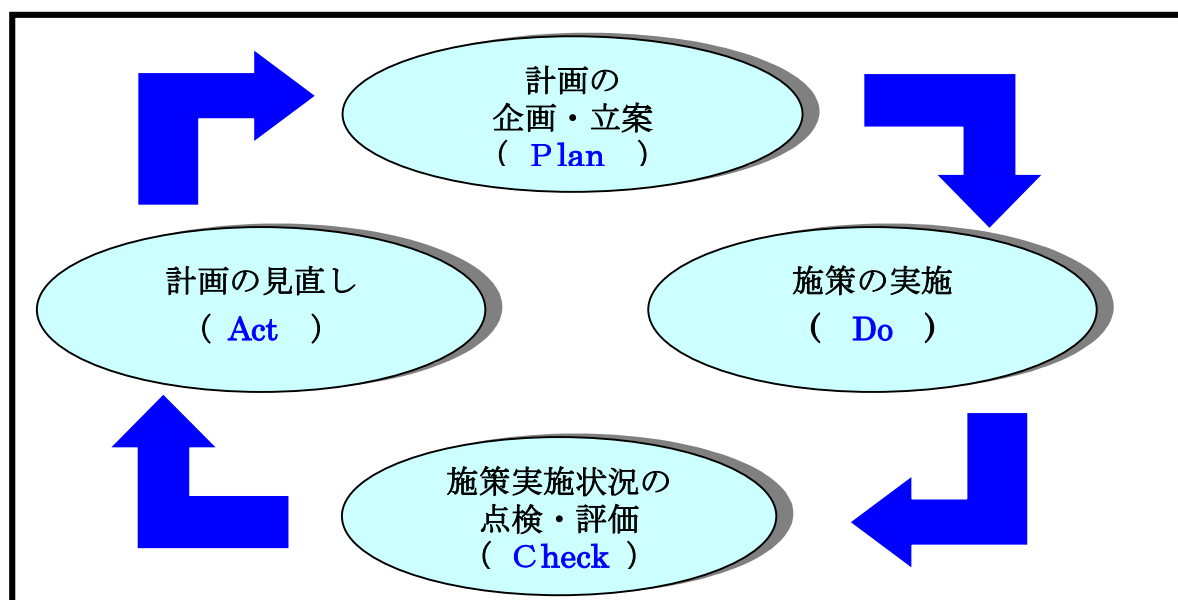 計画の
企画・立案
（　Ｐlan　）
計画の見直し
（　Act　）
施策の実施
（　Do　）
施策実施状況の
点検・評価
（　Ｃheck　）